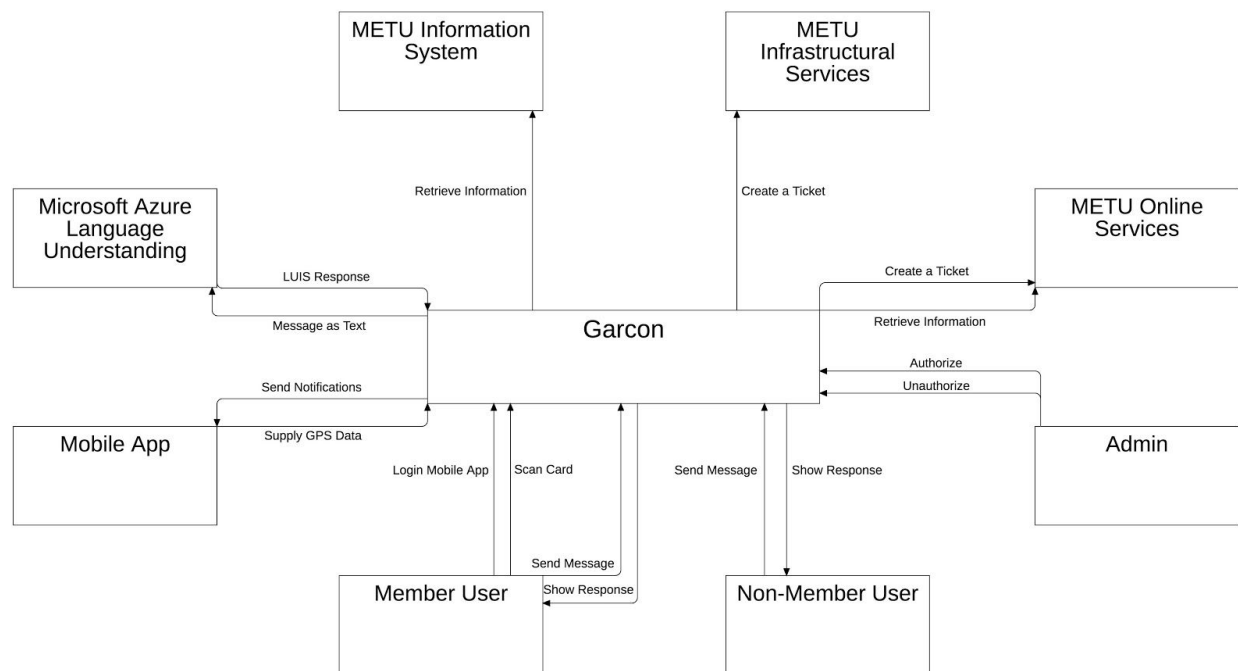 METU Information
System
METU
Infrastructural
Services
Retrieve Information
Create a Ticket
Microsoft Azure
Language
Understanding
METU Online
Services
LUIS Response
Create a Ticket
Message as Text
Garcon
Retrieve Information
Authorize
Send Notifications
Unauthorize
Mobile App
Supply GPS Data
Admin
Login Mobile App
Scan Card
Send Message
Show Response
Send Message
Show Response
Member User
Non-Member User